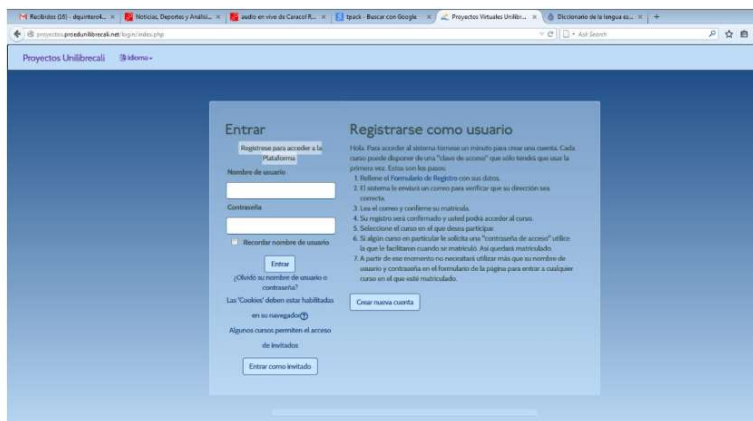 Recibidos (16) - dquintero4...
Noticias, Deportes y Anális...
audio en vivo de Caracol R...
tpack - Buscar con Google
Proyectos Virtuales Unilibr...
Diccionario de la lengua es...
proyectos.prosedunilibrecali.net/login/index.php
Ask Search
Proyectos Unilibrecali
Idioma
Entrar
Regístrese para acceder a la
Plataforma
Nombre de usuario
Contraseña
Recordar nombre de usuario
Entrar
¿Olvidó su nombre de usuario o
contraseña?
Las 'Cookies' deben estar habilitadas
en su navegador
Algunos cursos permiten el acceso
de invitados
Entrar como invitado
Registrarse como usuario
Hola. Para acceder al sistema tómese un minuto para crear una cuenta. Cada
curso puede disponer de una "clave de acceso" que sólo tendrá que usar la
primera vez. Estos son los pasos:
1. Rellene el Formulario de Registro con sus datos.
2. El sistema le enviará un correo para verificar que su dirección sea
correcta.
3. Lea el correo y confirme su matrícula.
4. Su registro será confirmado y usted podrá acceder al curso.
5. Seleccione el curso en el que desea participar.
6. Si algún curso en particular le solicita una "contraseña de acceso" utilice
la que le facilitaron cuando se matriculó. Así quedará matriculado.
7. A partir de ese momento no necesitará utilizar más que su nombre de
usuario y contraseña en el formulario de la página para entrar a cualquier
curso en el que esté matriculado.
Crear nueva cuenta